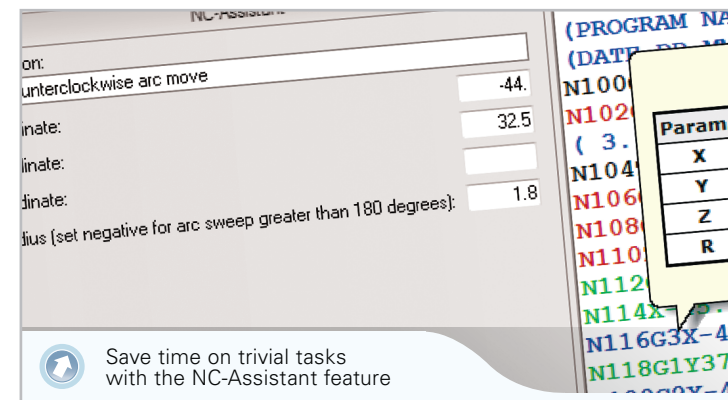 NC-Assistant
on:
unterclockwise arc move
inate: -44.
linate: 32.5
dinate:
dius (set negative for arc sweep greater than 180 degrees): 1.8
(PROGRAM NA
(DATE
N100
N102
( 3.
N104
N106
N108
N110
N112
N114X
N116G3X-4
N118G1Y37
Param
X
Y
Z
R
Save time on trivial tasks
with the NC-Assistant feature